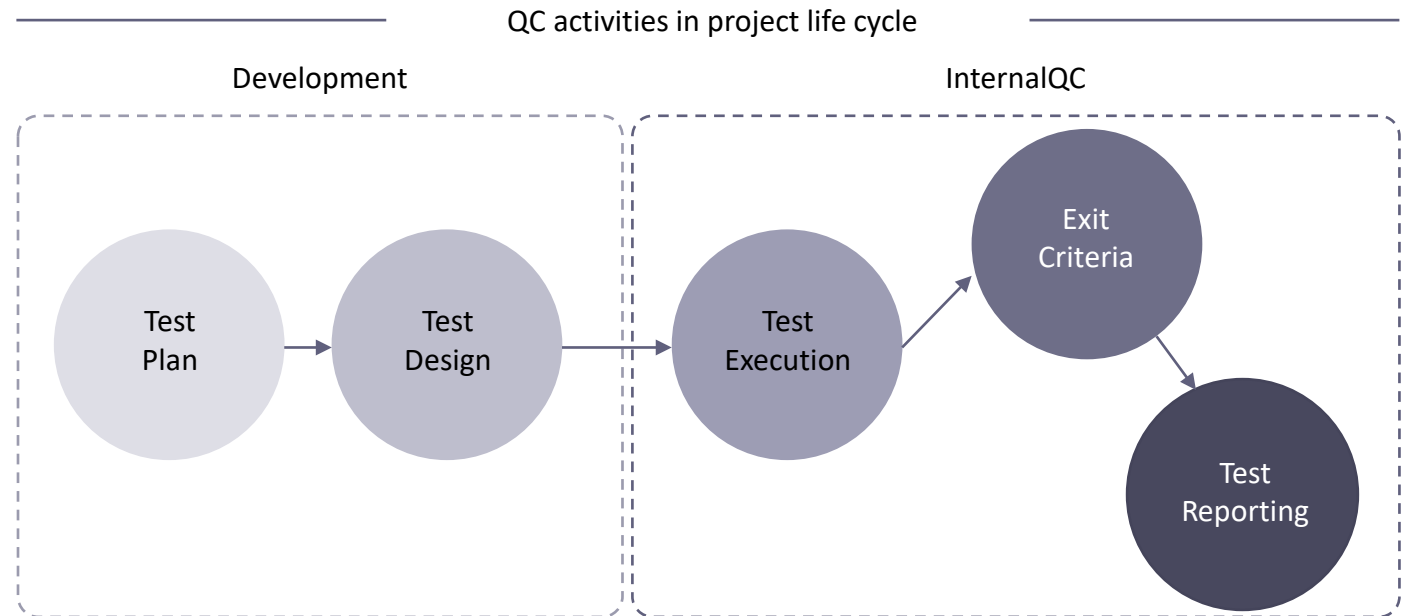 QC activities in project life cycle
Development
InternalQC
Test
Plan
Test
Design
Test
Execution
Exit
Criteria
Test
Reporting